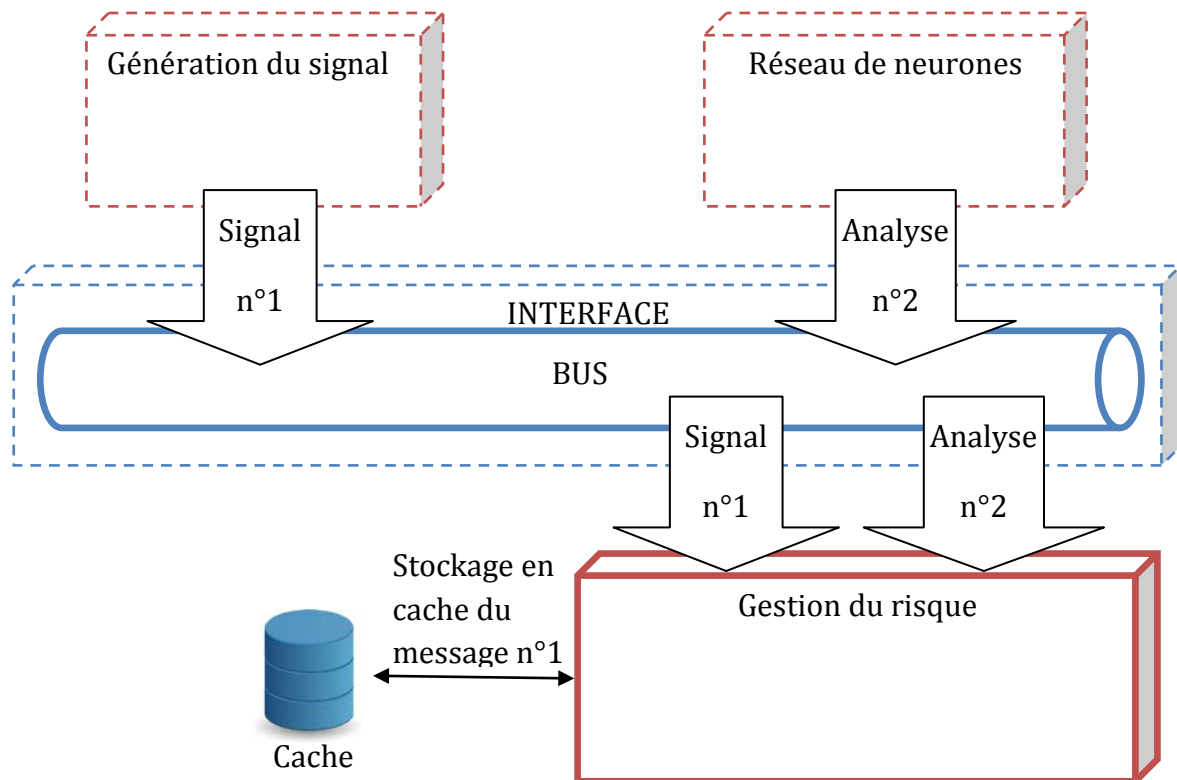 Génération du signal
Réseau de neurones
Signal
n°1
Analyse
n°2
INTERFACE
BUS
Signal
n°1
Analyse
n°2
Stockage en
cache du
message n°1
Gestion du risque
Cache